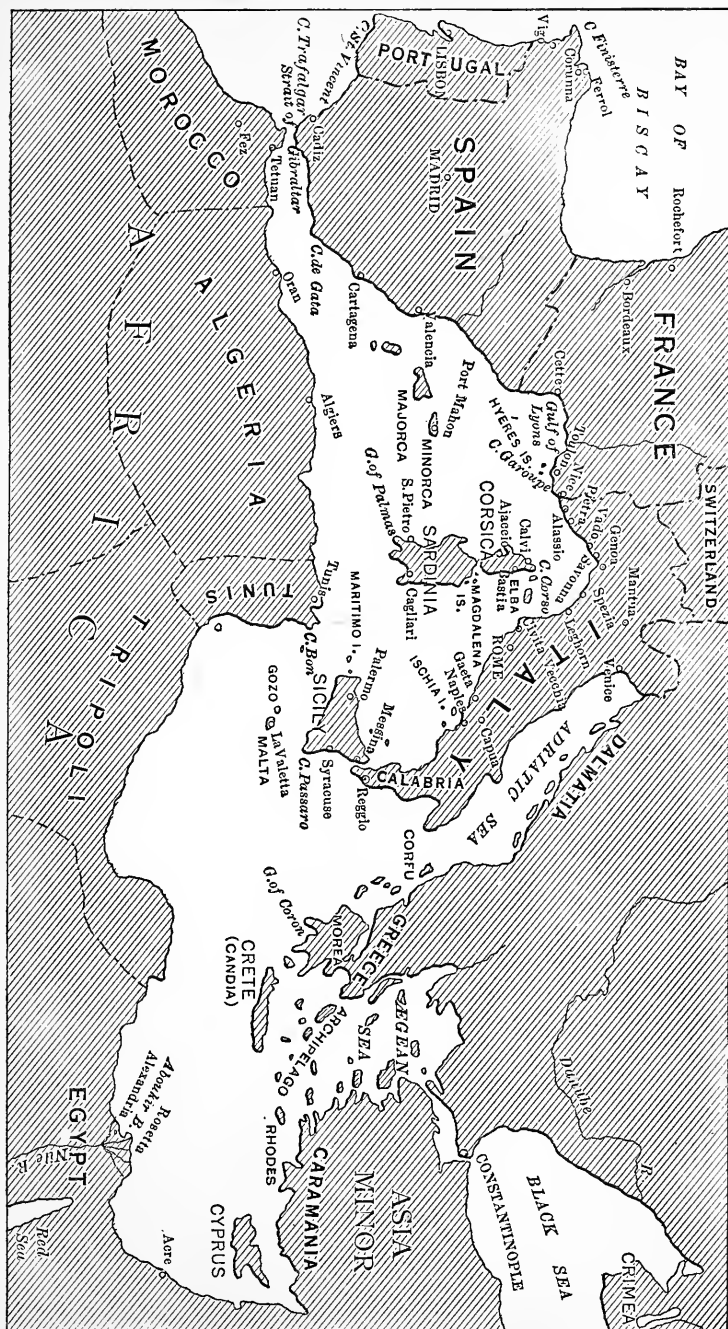 BAY OF
BISCAY
C Finisterre
Ferrol
Corunna
Vigo
Rochefort
Bordeaux
FRANCE
SWITZERLAND
PORTUGAL
LISBON
SPAIN
MADRID
C. St. Vincent
C. Trafalgar
Strait of Gibraltar
Cadiz
Tetuan
Fez
MOROCCO
C. de Gata
Cartagena
Valencia
Oran
Algiers
ALGERIA
AFRICA
TUNIS
Tunis
TRIPOLI
Cette
Gulf of
Lyons
HYERES IS.
Toulon
Nice
C. Garoupe
Pietra
Vado
Genoa
Alassio
Savonna
Mantua
Spezia
Leghorn
Venice
Port Mahon
MINORCA
MAJORCA
CORSICA
Calvi
Ajaccio
C. Corso
Bastia
ELBA
IS.
MAGDALENA
SARDINIA
S. Pietro
G. of Palmas
Cagliari
ITALY
Civita Vecchia
ROME
Gaeta
Naples
Capua
ISCHIA I.
MARITIMO I.
Palermo
Messina
C. Bon
SICILY
Reggio
Syracuse
C. Passaro
CALABRIA
GOZO
La Valetta
MALTA
ADRIATIC
SEA
DALMATIA
CORFU
GREECE
MOREA
G. of Coron
CRETE
(CANDIA)
ÆGEAN
SEA
ARCHIPELAGO
RHODES
CARAMANIA
ASIA
MINOR
CYPRUS
Acre
CONSTANTINOPLE
BLACK
SEA
CRIMEA
Danube
R.
Aboukir B.
Rosetta
Alexandria
EGYPT
Nile R.
Red
Sea